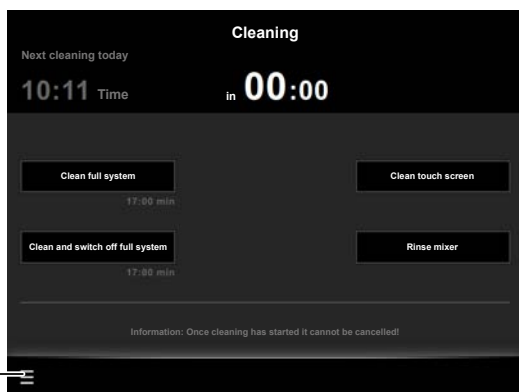 Cleaning
Next cleaning today
10:11 Time
in 00:00
Clean full system
17:00 min
Clean touch screen
Clean and switch off full system
17:00 min
Rinse mixer
Information: Once cleaning has started it cannot be cancelled!